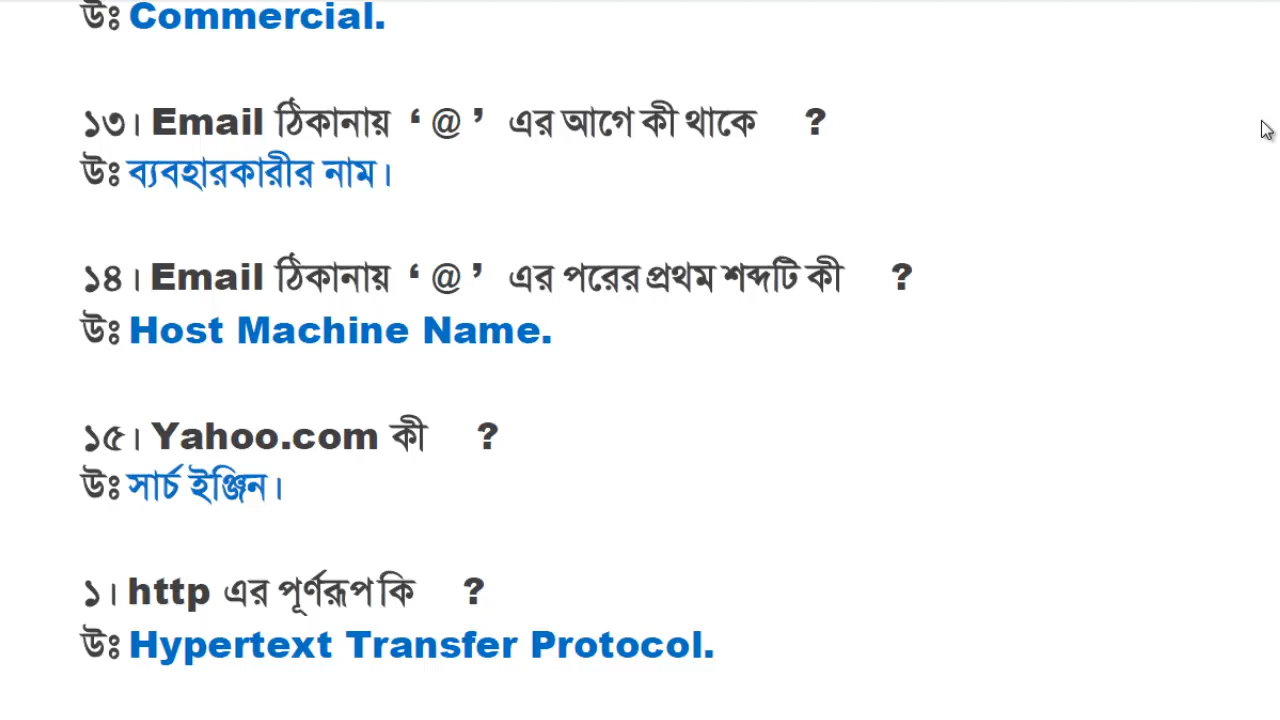 উঃ Commercial.
১৩। Email ঠিকানায় ‘ @ ’ এর আগে কী থাকে ?
উঃ ব্যবহারকারীর নাম।
১৪। Email ঠিকানায় ‘ @ ’ এর পরের প্রথম শব্দটি কী ?
উঃ Host Machine Name.
১৫। Yahoo.com কী ?
উঃ সার্চ ইঞ্জিন।
১। http এর পূর্ণরূপ কি ?
উঃ Hypertext Transfer Protocol.